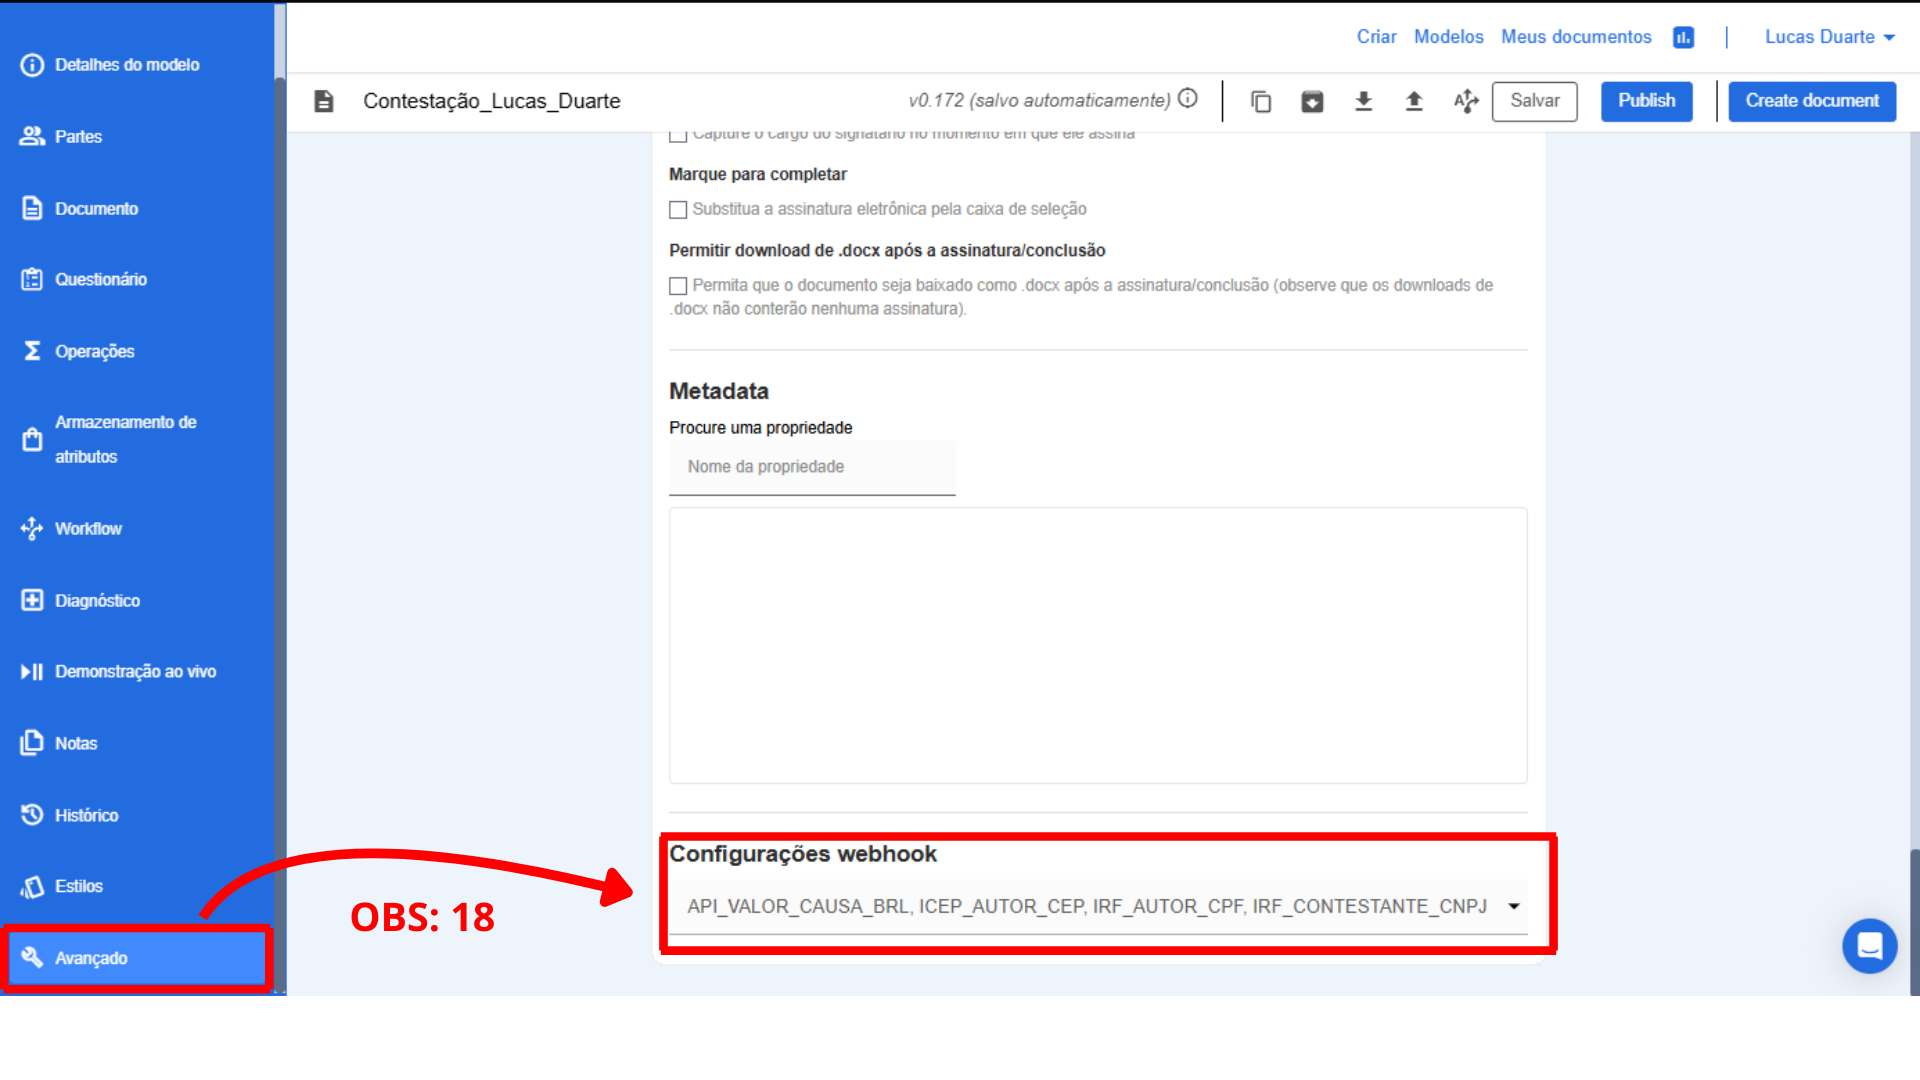 Criar Modelos Meus documentos Lucas Duarte
Contestação_Lucas_Duarte v0.172 (salvo automaticamente) Salvar Publish Create document
Detalhes do modelo
Partes
Documento
Questionário
Operações
Armazenamento de
atributos
Workflow
Diagnóstico
Demonstração ao vivo
Notas
Histórico
Estilos
Avançado
Capture o cargo do signatário no momento em que ele assina
Marque para completar
Substitua a assinatura eletrônica pela caixa de seleção
Permitir download de .docx após a assinatura/conclusão
Permita que o documento seja baixado como .docx após a assinatura/conclusão (observe que os downloads de
.docx não conterão nenhuma assinatura).
Metadata
Procure uma propriedade
Nome da propriedade
Configurações webhook
API_VALOR_CAUSA_BRL, ICEP_AUTOR_CEP, IRF_AUTOR_CPF, IRF_CONTESTANTE_CNPJ
OBS: 18